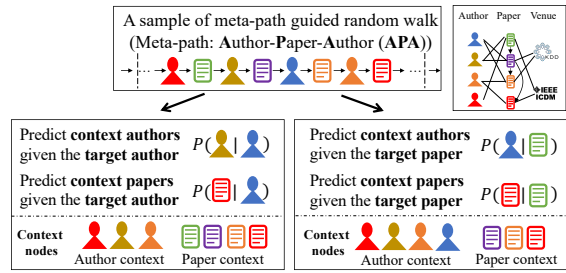 A sample of meta-path guided random walk
(Meta-path: Author-Paper-Author (APA))
Author Paper Venue
KDD
IEEE
ICDM
Predict context authors
given the target author
P( | )
Predict context papers
given the target author
P( | )
Context
nodes
Author context Paper context
Predict context authors
given the target paper
P( | )
Predict context papers
given the target paper
P( | )
Context
nodes
Author context Paper context